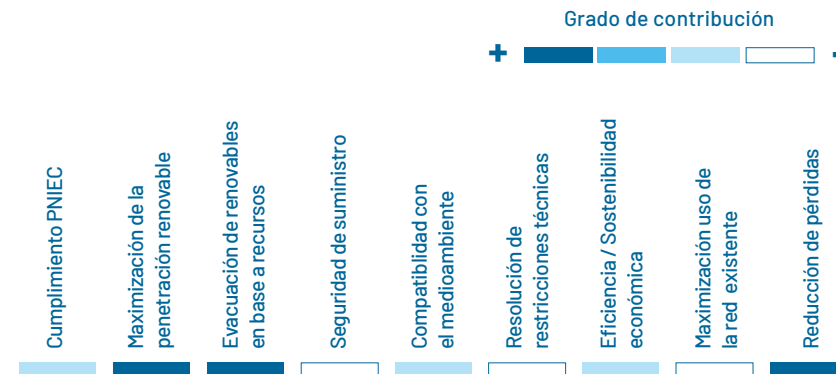 Grado de contribución
+ -
Cumplimiento PNIEC
Maximización de la
penetración renovable
Evacuación de renovables
en base a recursos
Seguridad de suministro
Compatiblidad con
el medioambiente
Resolución de
restricciones técnicas
Eficiencia / Sostenibilidad
económica
Maximización uso de
la red existente
Reducción de pérdidas